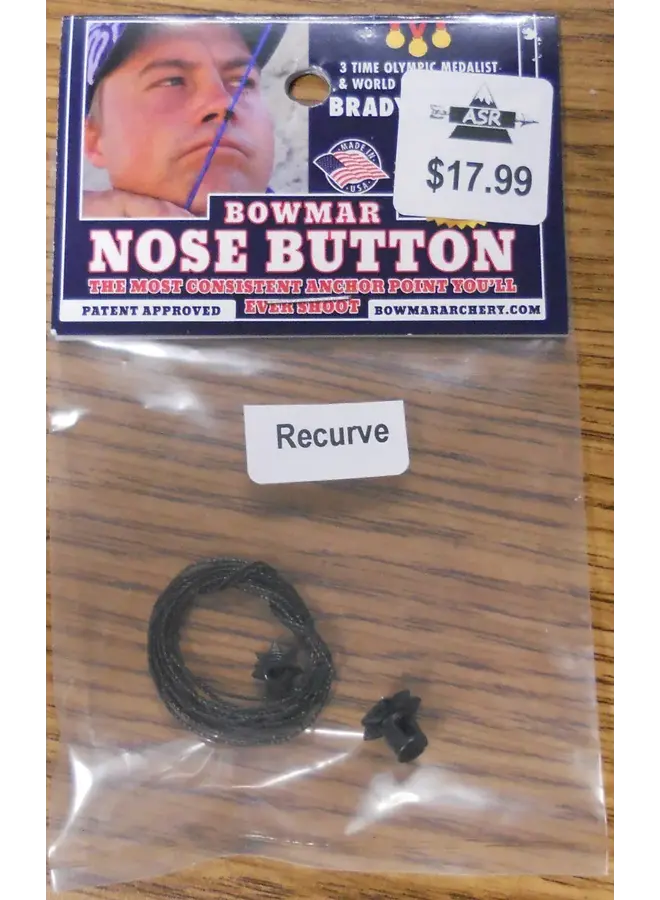 3 TIME OLYMPIC MEDALIST
& WORLD
BRADY
ASR
$17.99
MADE IN
USA
BOWMAR
NOSE BUTTON
THE MOST CONSISTENT ANCHOR POINT YOU'LL
EVER SHOOT
PATENT APPROVED
BOWMARARCHERY.COM
Recurve